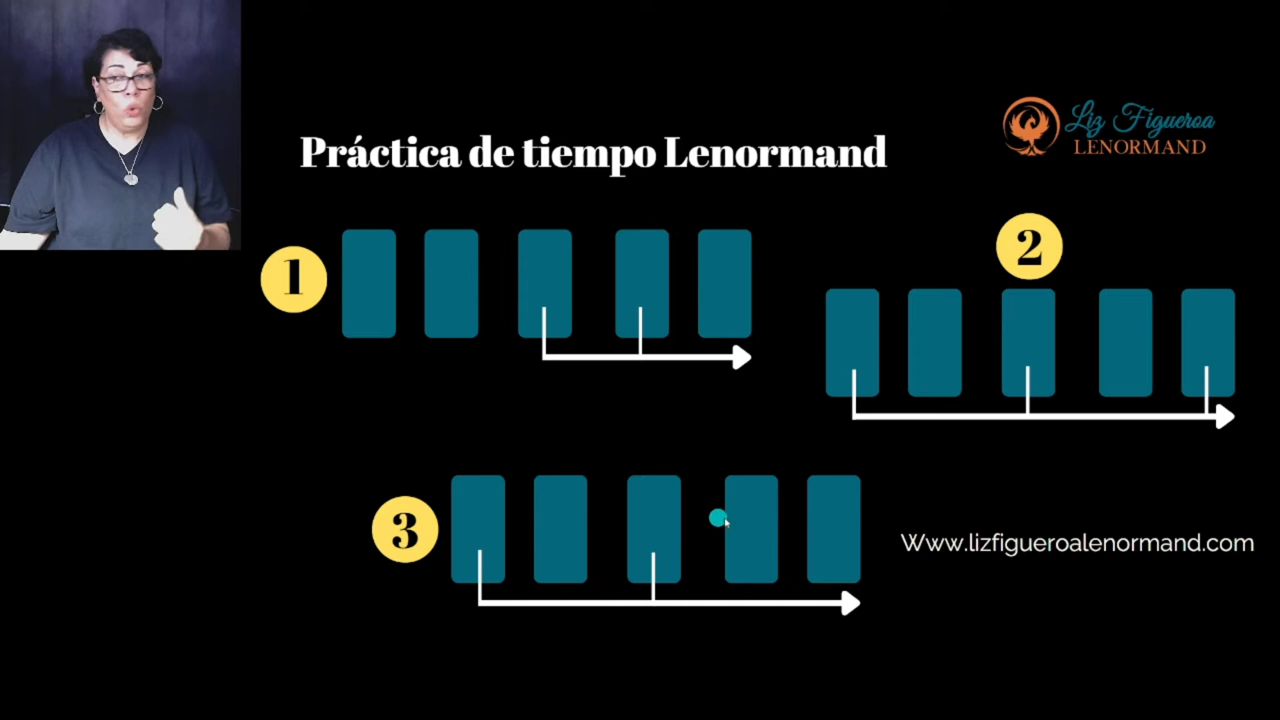 Práctica de tiempo Lenormand
Liz Figueroa
LENORMAND
1
2
3
Www.lizfigueroalenormand.com